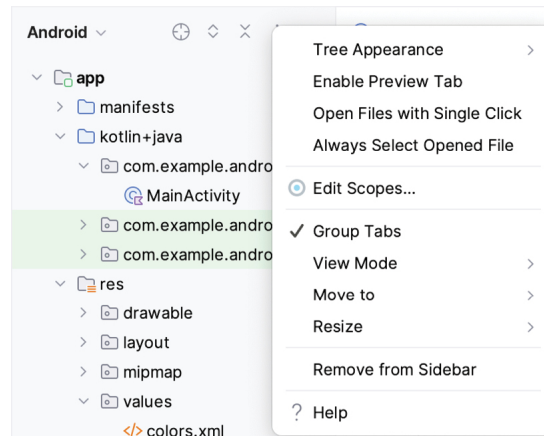 Android
app
manifests
kotlin+java
com.example.andro
MainActivity
com.example.andro
com.example.andro
res
drawable
layout
mipmap
values
colors.xml
Tree Appearance
Enable Preview Tab
Open Files with Single Click
Always Select Opened File
Edit Scopes...
Group Tabs
View Mode
Move to
Resize
Remove from Sidebar
? Help